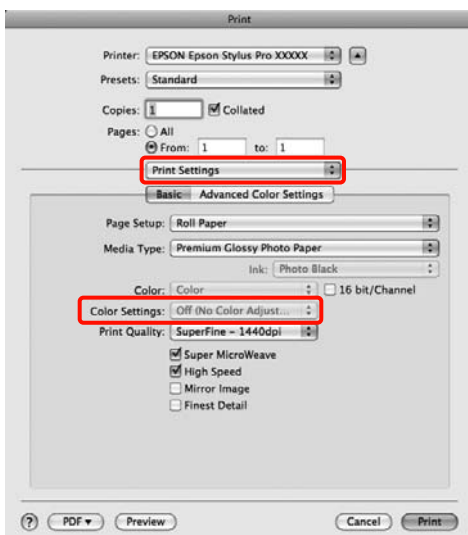 Print
Printer: EPSON Epson Stylus Pro XXXXX
Presets: Standard
Copies: 1 Collated
Pages: All
From: 1 to: 1
Print Settings
Basic Advanced Color Settings
Page Setup: Roll Paper
Media Type: Premium Glossy Photo Paper
Ink: Photo Black
Color: Color 16 bit/Channel
Color Settings: Off (No Color Adjust...
Print Quality: SuperFine - 1440dpi
Super MicroWeave
High Speed
Mirror Image
Finest Detail
? PDF Preview Cancel Print